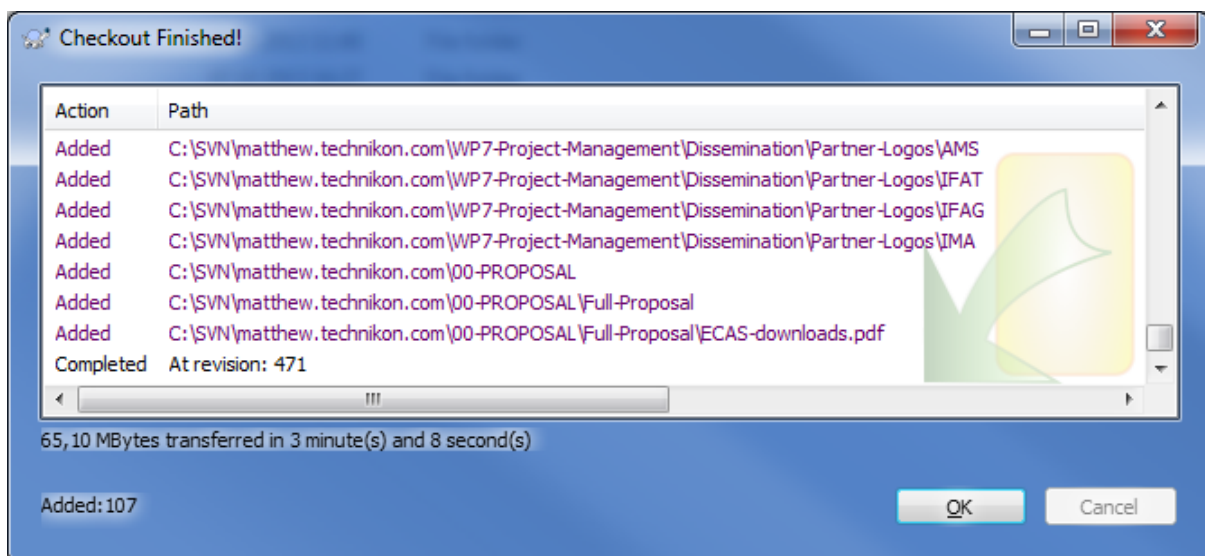 Checkout Finished!
Action Path
Added C:\SVN\matthew.technikon.com\WP7-Project-Management\Dissemination\Partner-Logos\AMS
Added C:\SVN\matthew.technikon.com\WP7-Project-Management\Dissemination\Partner-Logos\IFAT
Added C:\SVN\matthew.technikon.com\WP7-Project-Management\Dissemination\Partner-Logos\IFAG
Added C:\SVN\matthew.technikon.com\WP7-Project-Management\Dissemination\Partner-Logos\IMA
Added C:\SVN\matthew.technikon.com\00-PROPOSAL
Added C:\SVN\matthew.technikon.com\00-PROPOSAL\Full-Proposal
Added C:\SVN\matthew.technikon.com\00-PROPOSAL\Full-Proposal\ECAS-downloads.pdf
Completed At revision: 471
65,10 MBytes transferred in 3 minute(s) and 8 second(s)
Added:107
OK Cancel